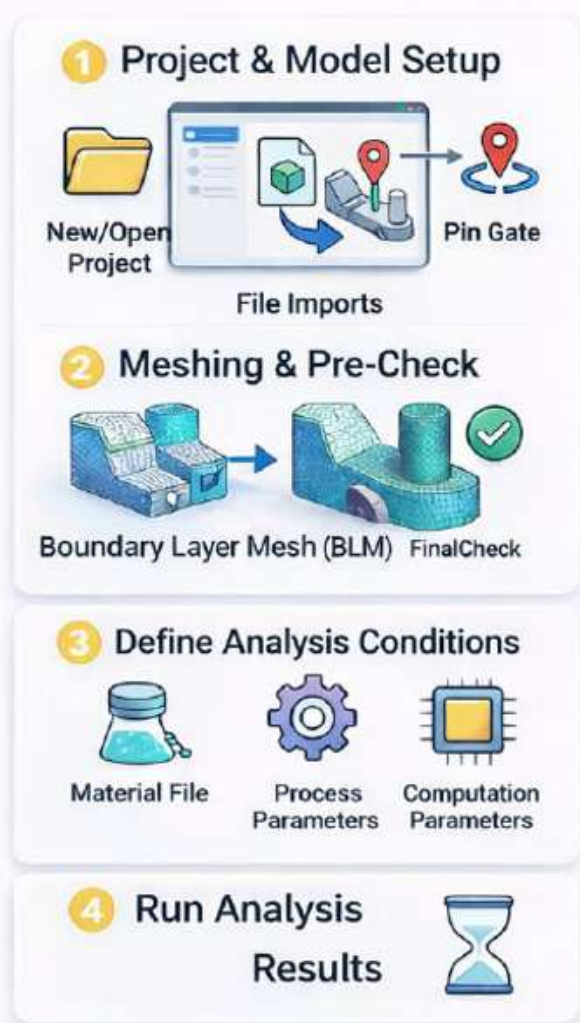 1 Project & Model Setup
New/Open
Project
Pin Gate
File Imports
2 Meshing & Pre-Check
Boundary Layer Mesh (BLM) FinalCheck
3 Define Analysis Conditions
Material File
Process
Parameters
Computation
Parameters
4 Run Analysis
Results